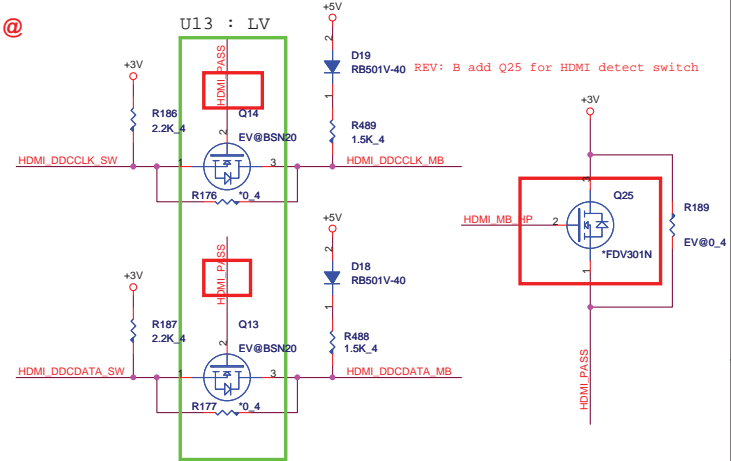 @
U13 : LV
+5V
2
D19
RB501V-40
REV: B add Q25 for HDMI detect switch
+3V
HDMI_PASS
+3V
1
R186
2.2K_4
Q14
2
EV@BSN20
R489
1.5K_4
HDMI_DDCCLK_SW
1
3
HDMI_DDCCLK_MB
R176
*0_4
3
Q25
R189
HDMI_MB_HP
2
EV@0_4
*FDV301N
1
+5V
2
D18
RB501V-40
HDMI_PASS
+3V
1
R187
2.2K_4
Q13
2
EV@BSN20
R488
1.5K_4
HDMI_DDCDATA_SW
1
3
HDMI_DDCDATA_MB
R177
*0_4
HDMI_PASS